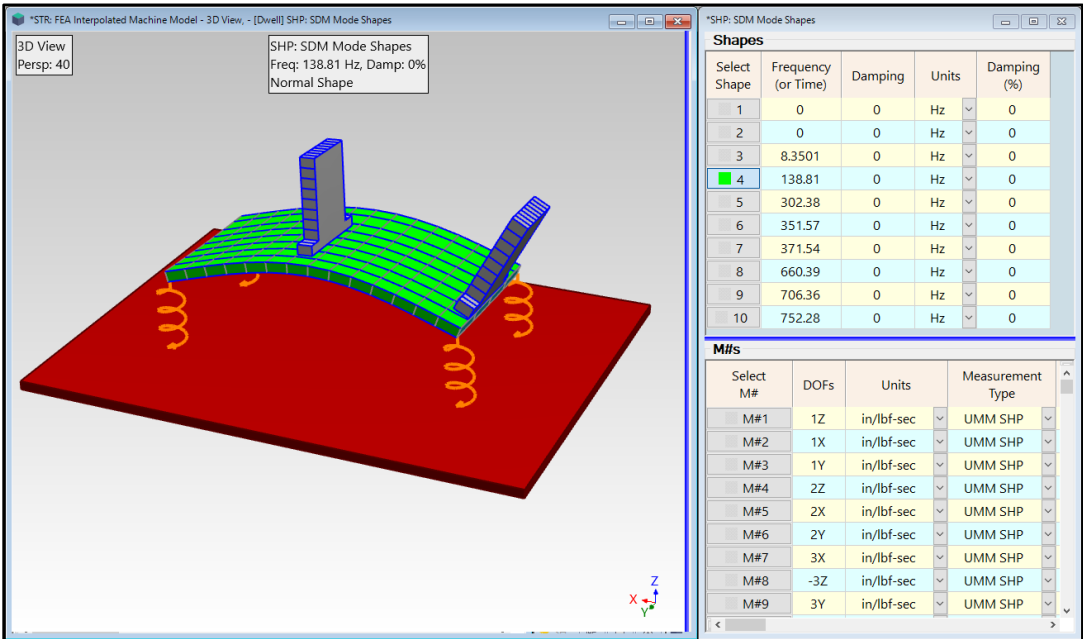 *STR: FEA Interpolated Machine Model - 3D View, - [Dwell] SHP: SDM Mode Shapes
3D View
Persp: 40
SHP: SDM Mode Shapes
Freq: 138.81 Hz, Damp: 0%
Normal Shape
Z
X
Y
*SHP: SDM Mode Shapes
Shapes
Select Shape Frequency (or Time) Damping Units Damping (%)
1 0 0 Hz 0
2 0 0 Hz 0
3 8.3501 0 Hz 0
4 138.81 0 Hz 0
5 302.38 0 Hz 0
6 351.57 0 Hz 0
7 371.54 0 Hz 0
8 660.39 0 Hz 0
9 706.36 0 Hz 0
10 752.28 0 Hz 0
M#s
Select M# DOFs Units Measurement Type
M#1 1Z in/lbf-sec UMM SHP
M#2 1X in/lbf-sec UMM SHP
M#3 1Y in/lbf-sec UMM SHP
M#4 2Z in/lbf-sec UMM SHP
M#5 2X in/lbf-sec UMM SHP
M#6 2Y in/lbf-sec UMM SHP
M#7 3X in/lbf-sec UMM SHP
M#8 -3Z in/lbf-sec UMM SHP
M#9 3Y in/lbf-sec UMM SHP